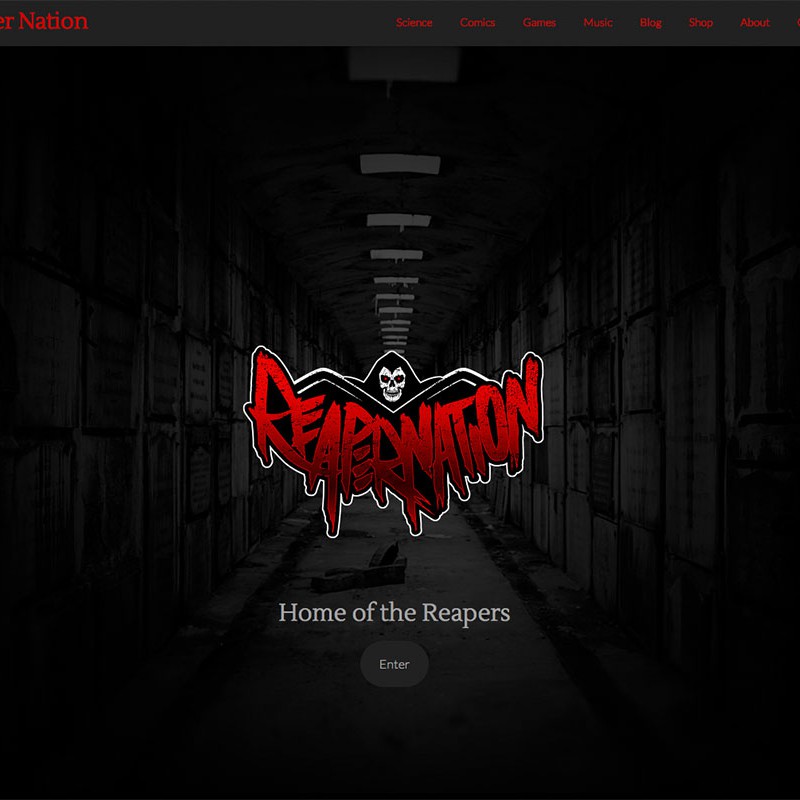 er Nation
Science Comics Games Music Blog Shop About
REAPERNATION
Home of the Reapers
Enter